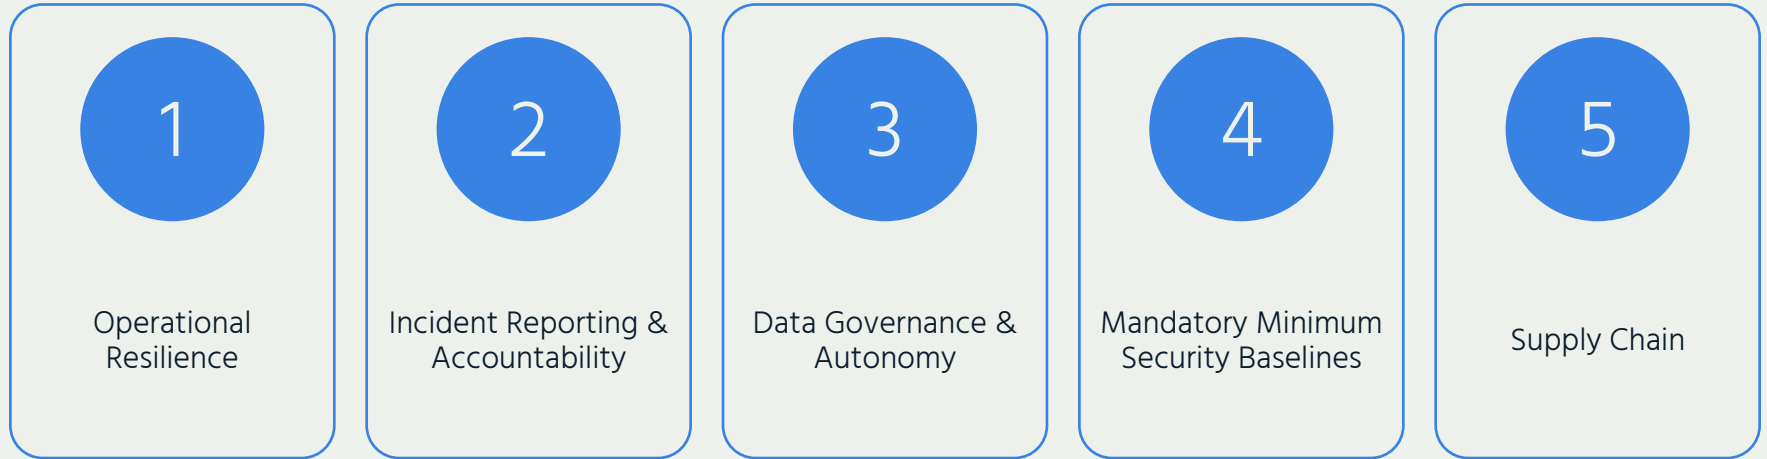 1
Operational
Resilience
2
Incident Reporting &
Accountability
3
Data Governance &
Autonomy
4
Mandatory Minimum
Security Baselines
5
Supply Chain